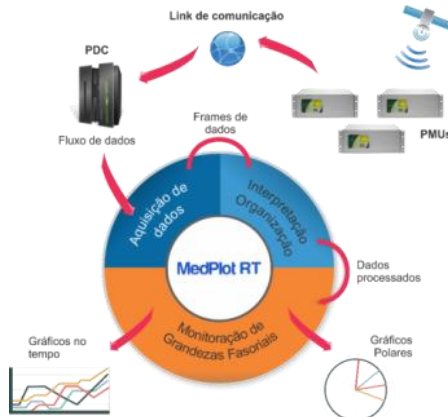 Link de comunicação
PDC
Fluxo de dados
PMUs
Frames de
dados
Aquisição de
dados
Interpretação
Organização
MedPlot RT
Dados
processados
Monitoração de
Grandezas Fasoriais
Gráficos no
tempo
Gráficos
Polares